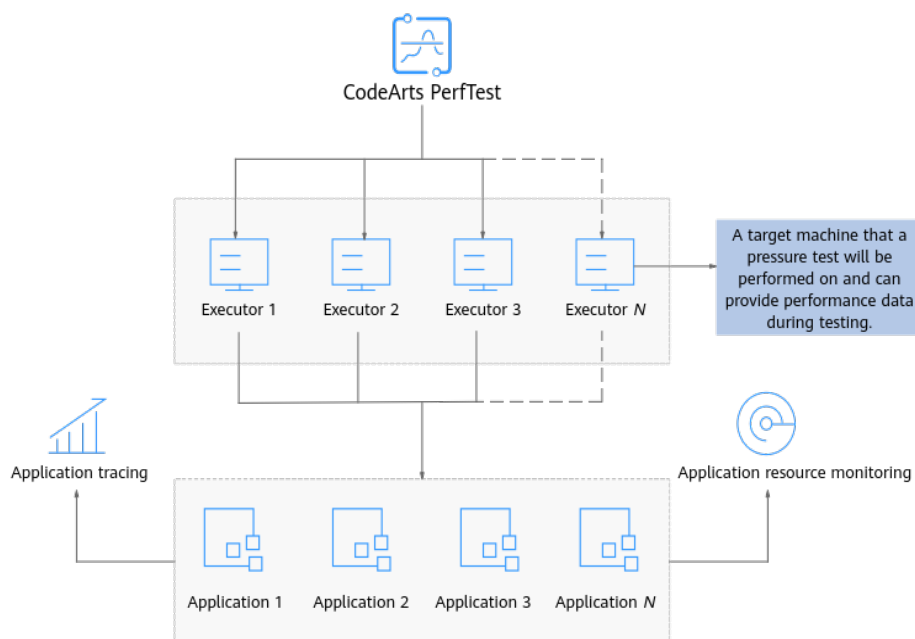 CodeArts PerfTest
Executor 1
Executor 2
Executor 3
Executor N
A target machine that a
pressure test will be
performed on and can
provide performance data
during testing.
Application tracing
Application resource monitoring
Application 1
Application 2
Application 3
Application N